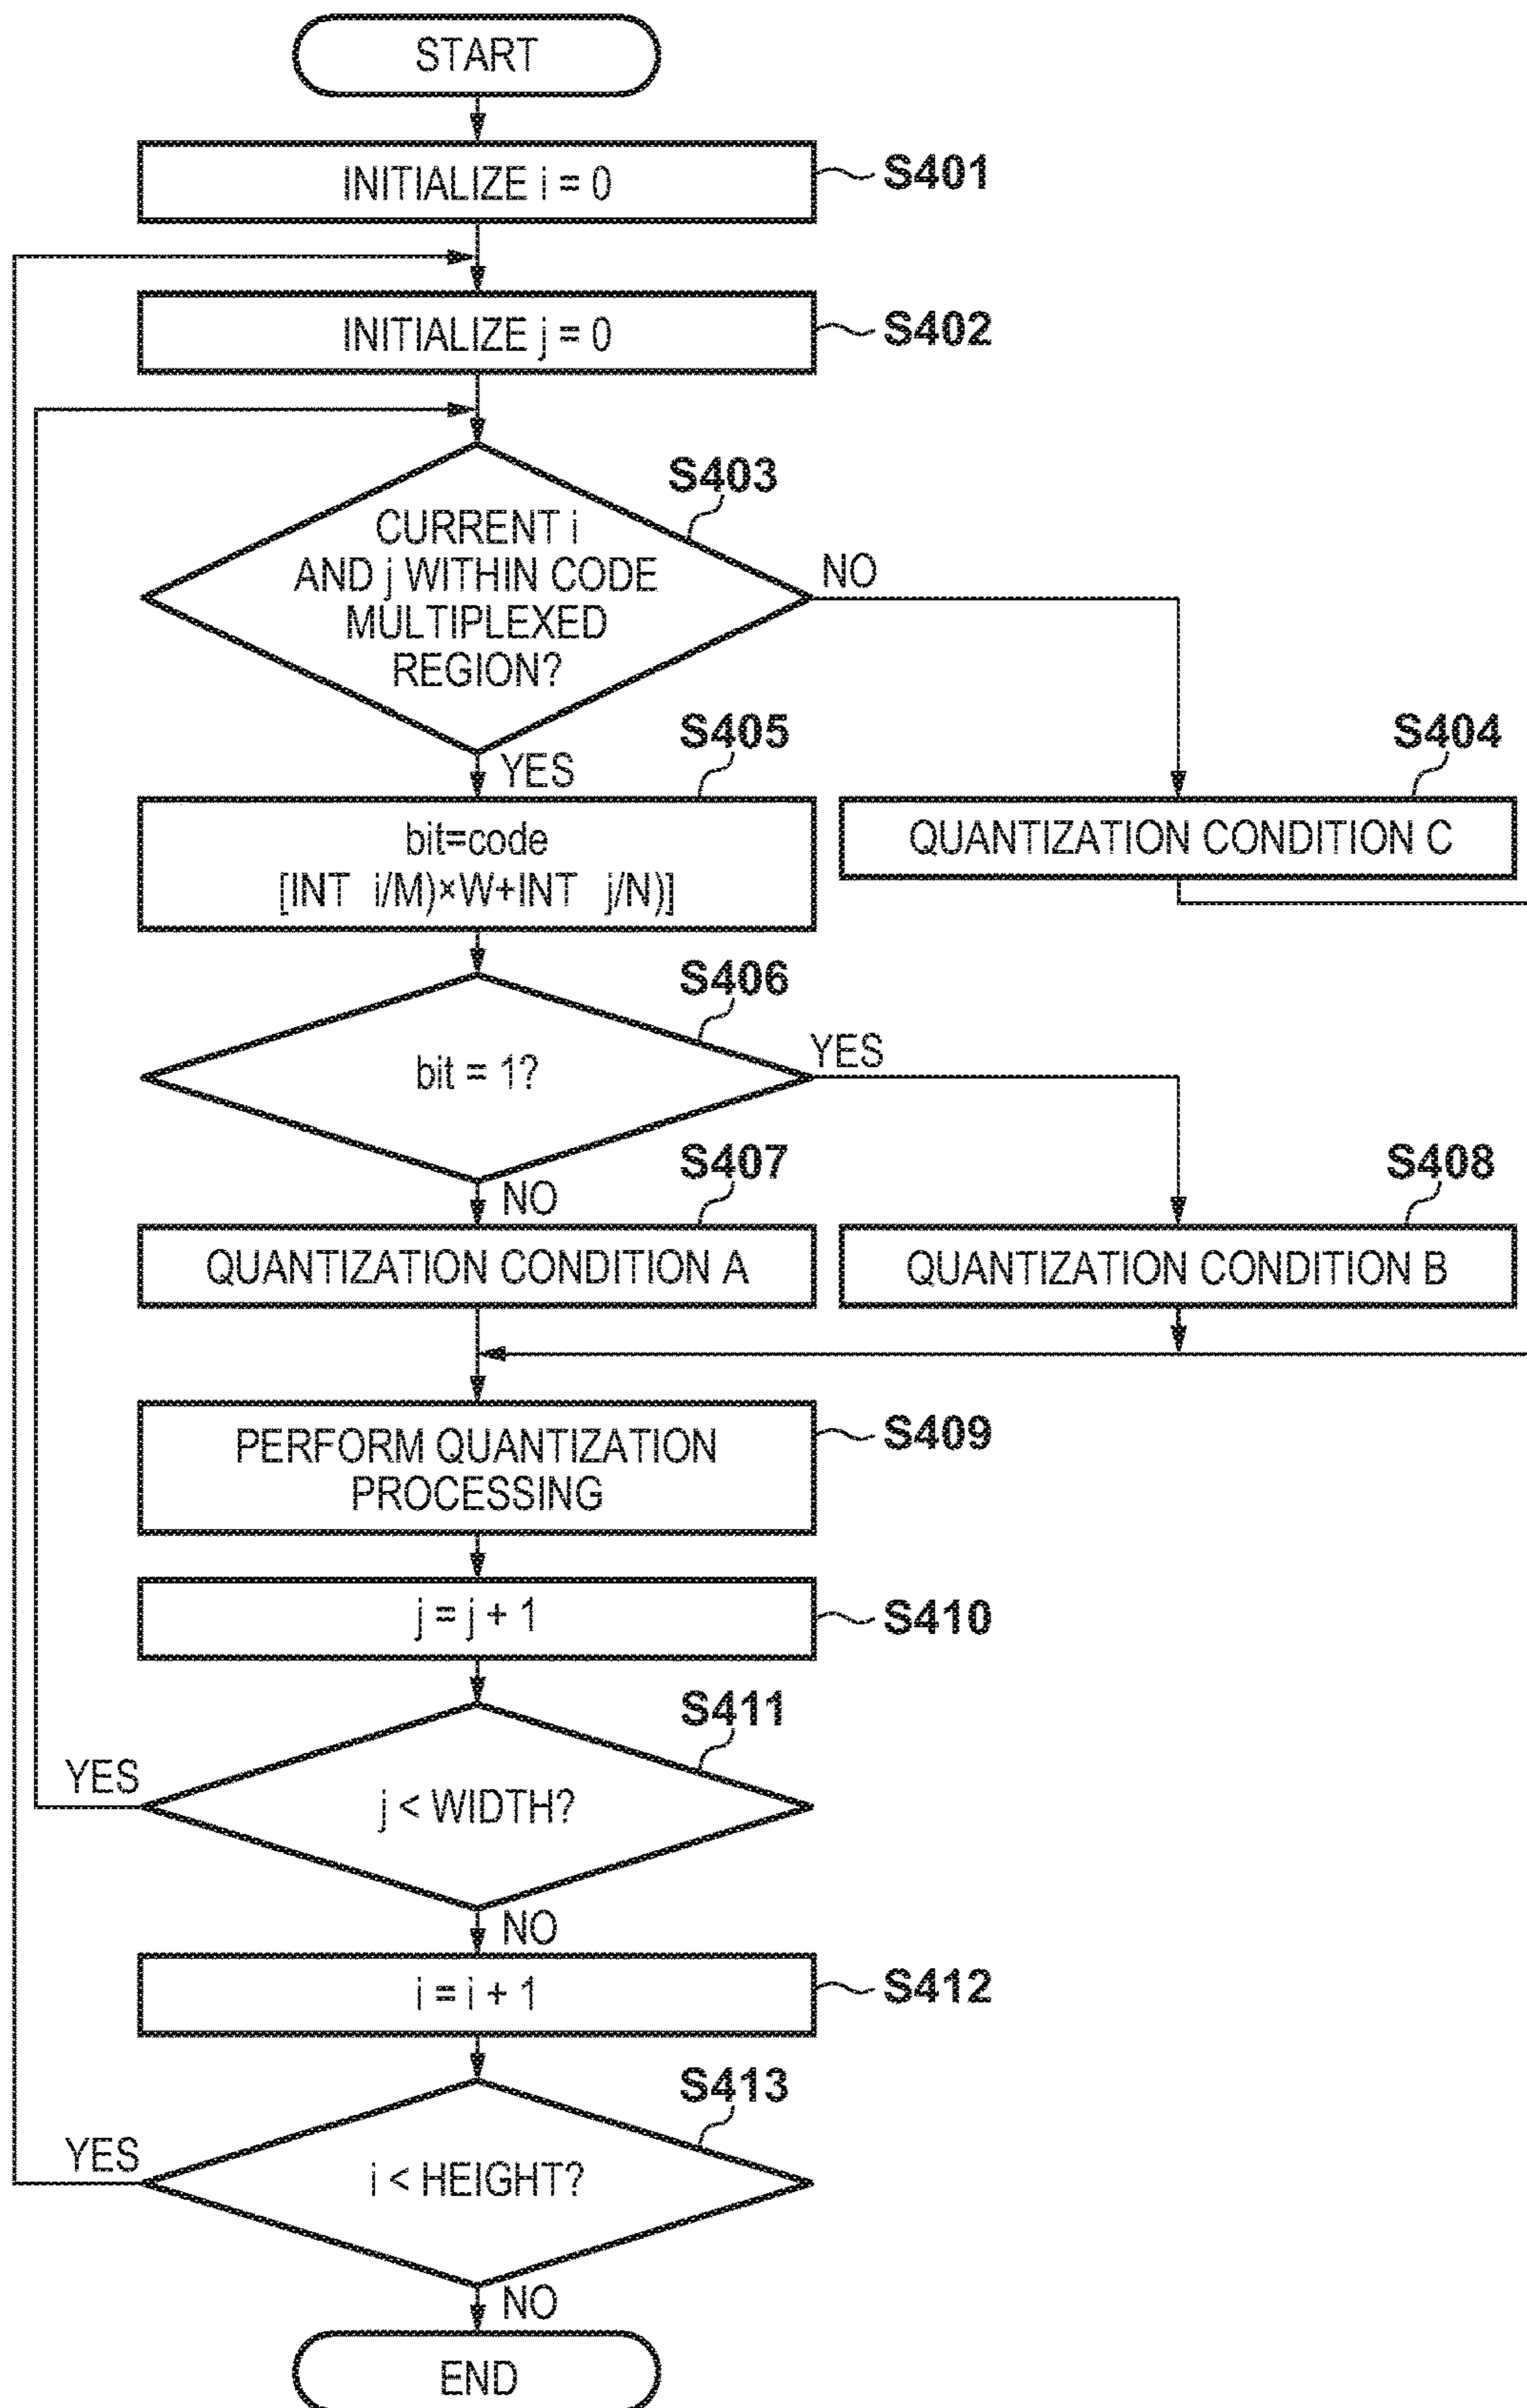 START
INITIALIZE i = 0
S401
INITIALIZE j = 0
S402
S403
CURRENT i
AND j WITHIN CODE
MULTIPLEXED
REGION?
NO
YES
S405
S404
bit=code
[INT i/M)×W+INT j/N)]
QUANTIZATION CONDITION C
S406
bit = 1?
YES
NO
S407
S408
QUANTIZATION CONDITION A
QUANTIZATION CONDITION B
PERFORM QUANTIZATION
PROCESSING
S409
j = j + 1
S410
S411
YES
j < WIDTH?
NO
i = i + 1
S412
S413
YES
i < HEIGHT?
NO
END